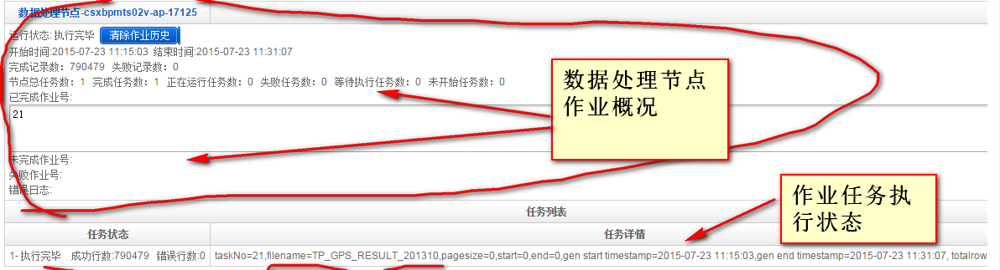 数据处理节点-csxbpmts02v-ap-17125
运行状态:执行完毕 清除作业历史
开始时间:2015-07-23 11:15:03 结束时间:2015-07-23 11:31:07
完成记录数：790479 失败记录数：0
节点总任务数：1 完成任务数：1 正在运行任务数：0 失败任务数：0 等待执行任务数：0 未开始任务数：0
已完成作业号:
21
未完成作业号:
失败作业号:
错误日志:
数据处理节点
作业概况
作业任务执
行状态
任务列表
任务状态 任务详情
1-执行完毕 成功行数:790479 错误行数:0 taskNo=21,filename=TP_GPS_RESULT_201310,pagesize=0,start=0,end=0,gen start timestamp=2015-07-23 11:15:03,gen end timestamp=2015-07-23 11:31:07, totalrow